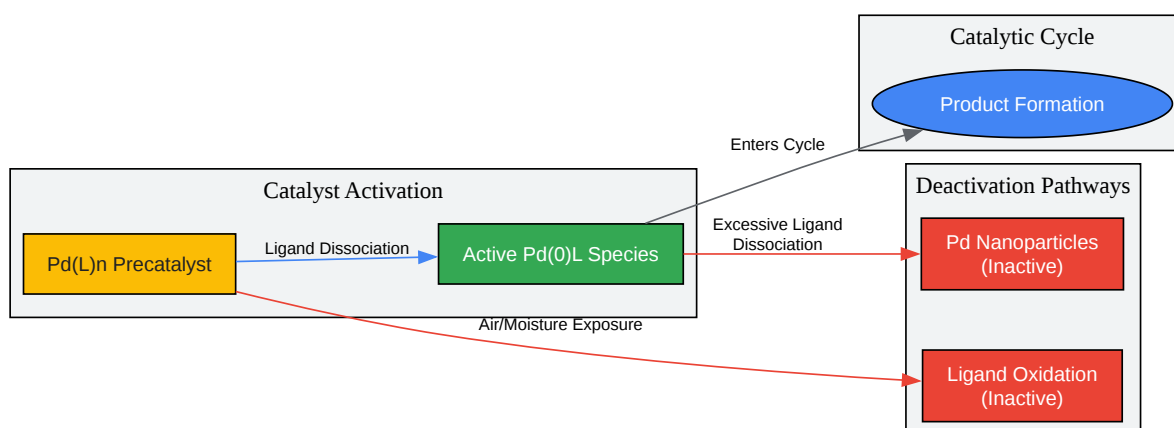 Catalytic Cycle
Product Formation
Enters Cycle
Catalyst Activation
Pd(L)n Precatalyst
Ligand Dissociation
Active Pd(0)L Species
Excessive Ligand
Dissociation
Deactivation Pathways
Pd Nanoparticles
(Inactive)
Air/Moisture Exposure
Ligand Oxidation
(Inactive)